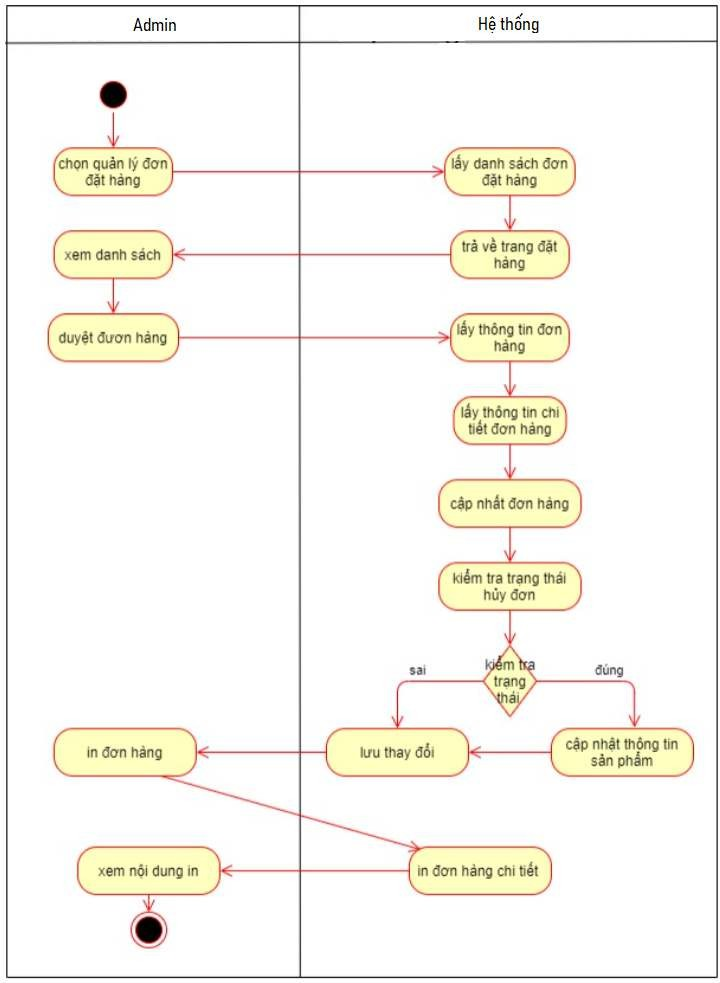 Admin
Hệ thống
chọn quản lý đơn
đặt hàng
lấy danh sách đơn
đặt hàng
xem danh sách
trả về trang đặt
hàng
duyệt đươn hàng
lấy thông tin đơn
hàng
lấy thông tin chi
tiết đơn hàng
cập nhất đơn hàng
kiểm tra trạng thái
hủy đơn
sai
kiểm tra
trạng
thái
đúng
in đơn hàng
lưu thay đổi
cập nhật thông tin
sản phẩm
xem nội dung in
in đơn hàng chi tiết